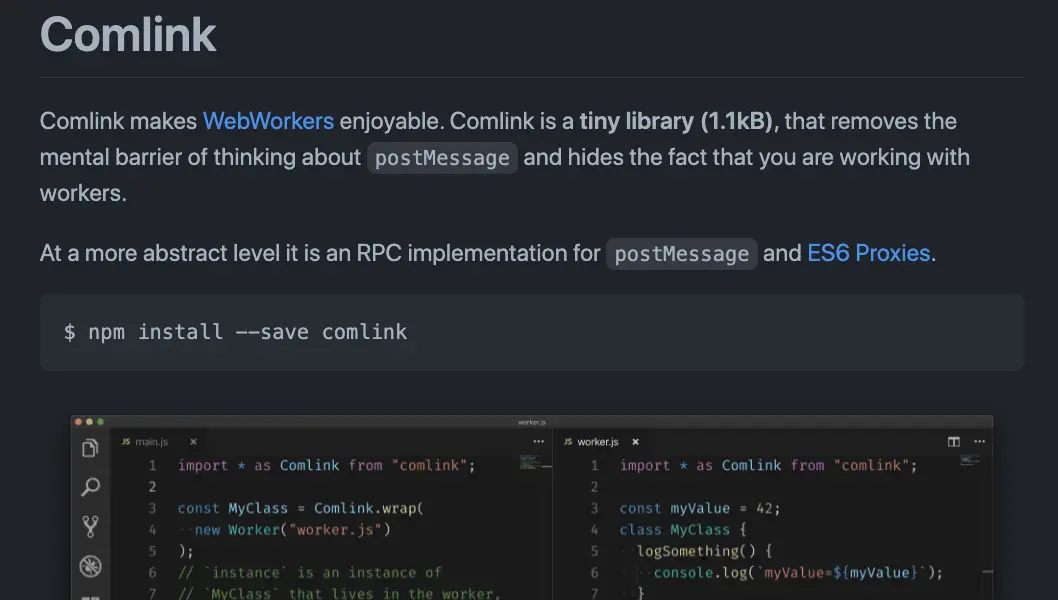 Comlink
Comlink makes WebWorkers enjoyable. Comlink is a tiny library (1.1kB), that removes the
mental barrier of thinking about postMessage and hides the fact that you are working with
workers.
At a more abstract level it is an RPC implementation for postMessage and ES6 Proxies.
$ npm install --save comlink
worker.js
JS main.js ×
1 import * as Comlink from "comlink";
2
3 const MyClass = Comlink.wrap(
4 new Worker("worker.js")
5 );
6 // `instance` is an instance of
7 // `MyClass` that lives in the worker,
JS worker.js ×
1 import * as Comlink from "comlink";
2
3 const myValue = 42;
4 class MyClass {
5 logSomething() {
6 console.log(`myValue=${myValue}`);
7 }